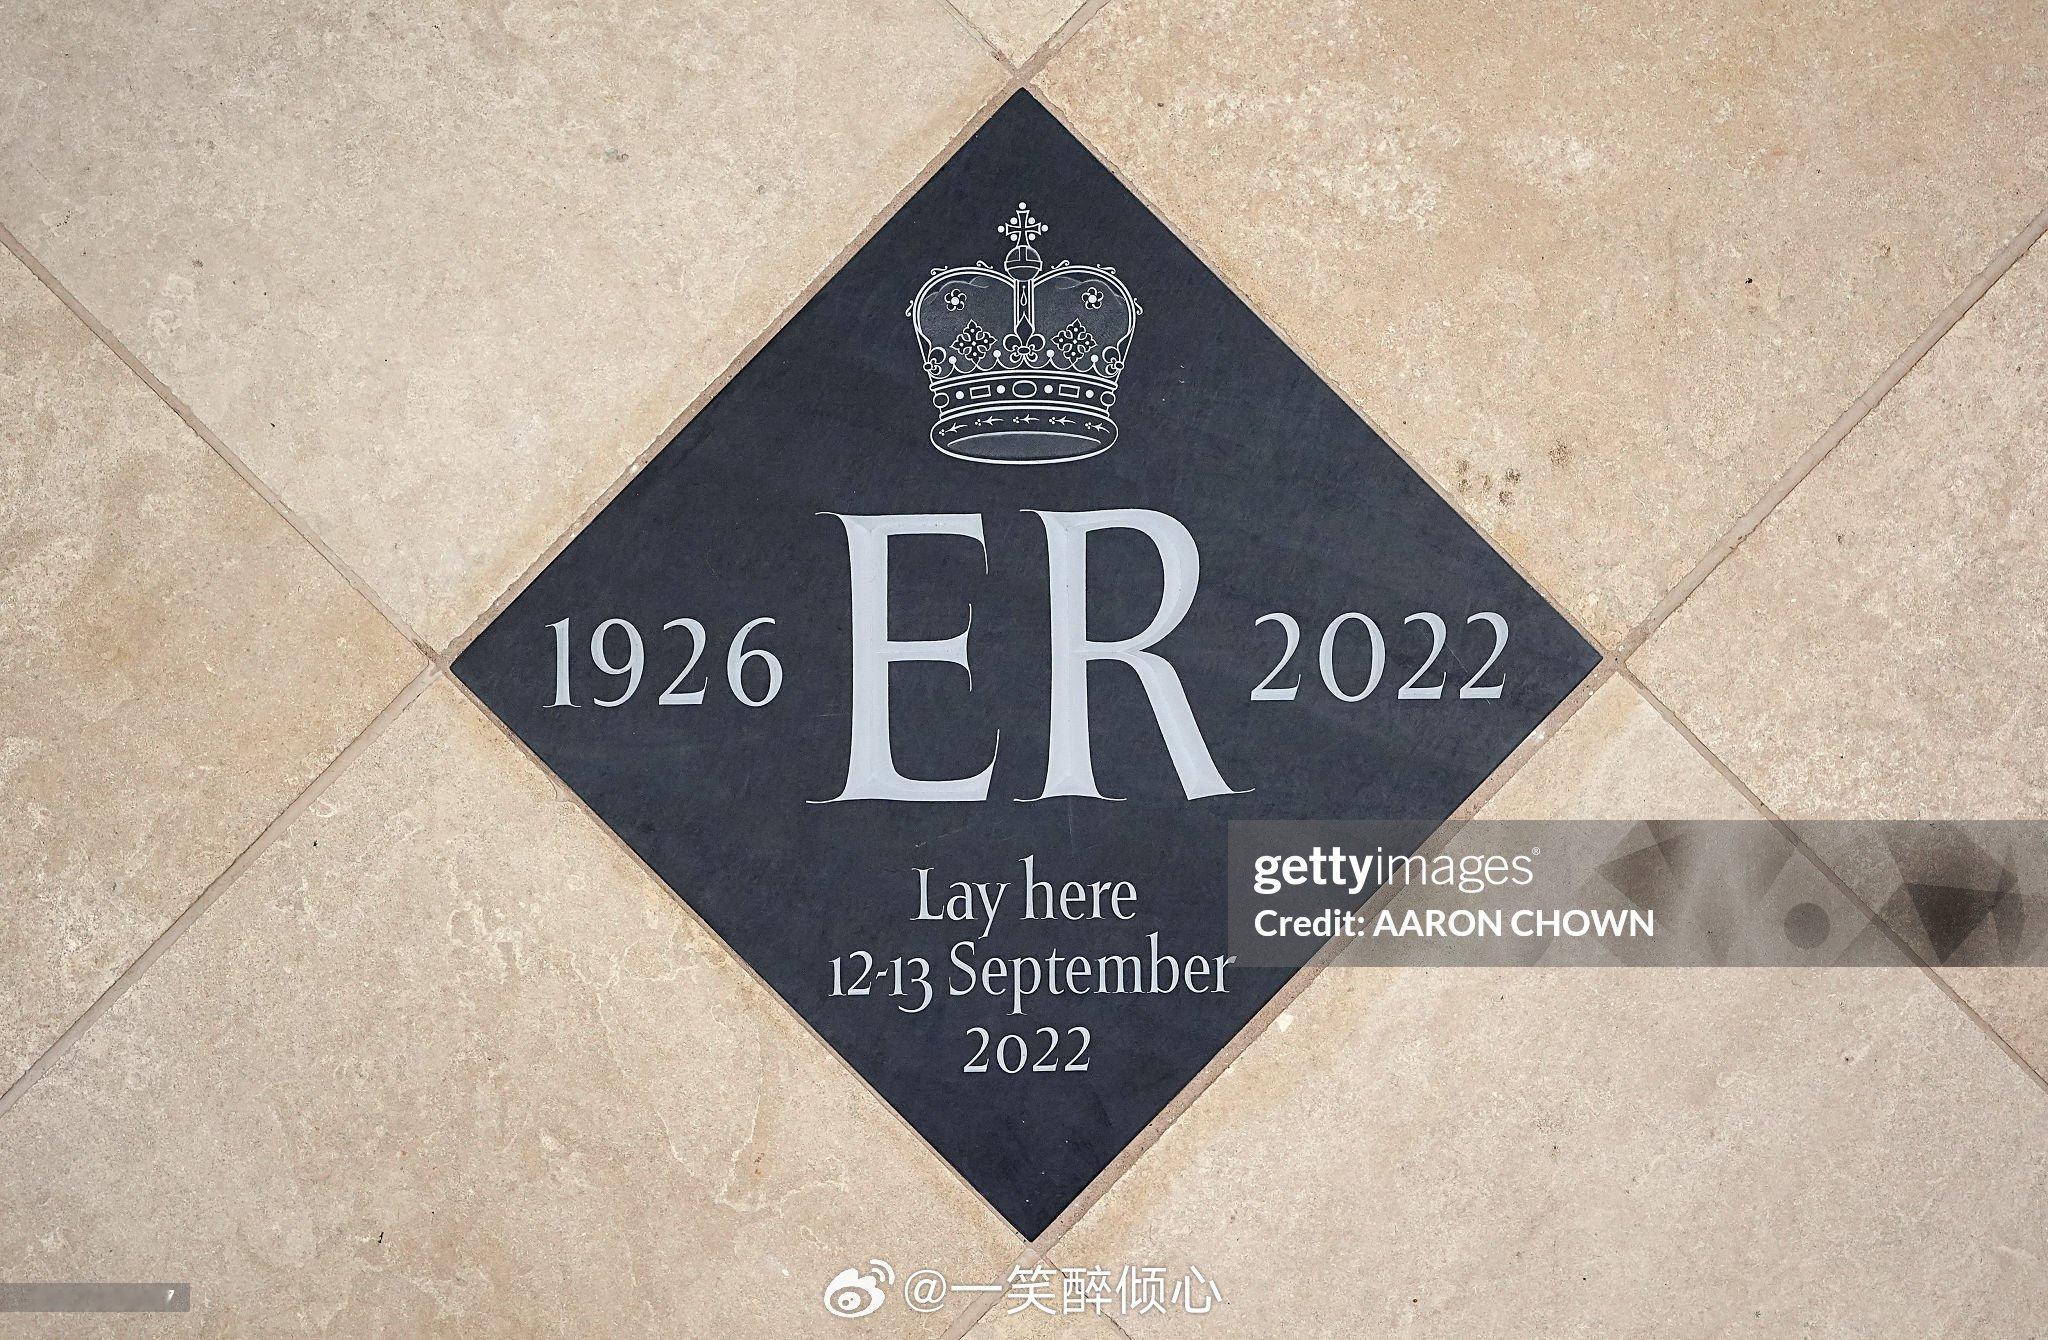 1926 ER 2022
Lay here
12-13 September
2022
gettyimages®
Credit: AARON CHOWN
@一笑醉倾心